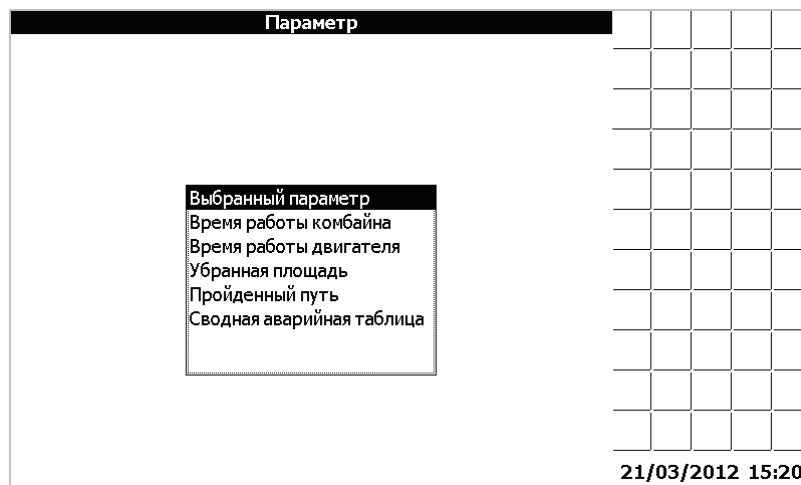 Параметр
Выбранный параметр
Время работы комбайна
Время работы двигателя
Убранная площадь
Пройденный путь
Сводная аварийная таблица
21/03/2012 15:20